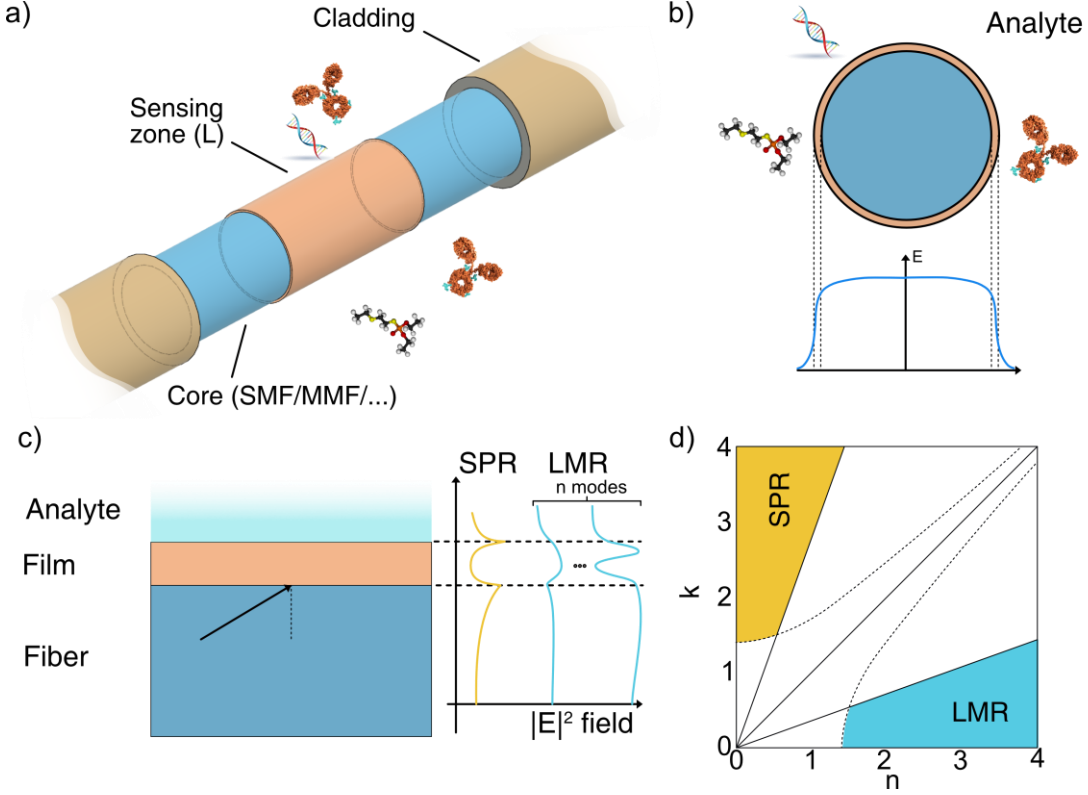 a)
Cladding
Sensing
zone (L)
Core (SMF/MMF/...)
b)
Analyte
E
c)
SPR
LMR
n modes
Analyte
Film
Fiber
|E|² field
d)
4
3
2
1
0
k
SPR
LMR
0
1
2
3
4
n